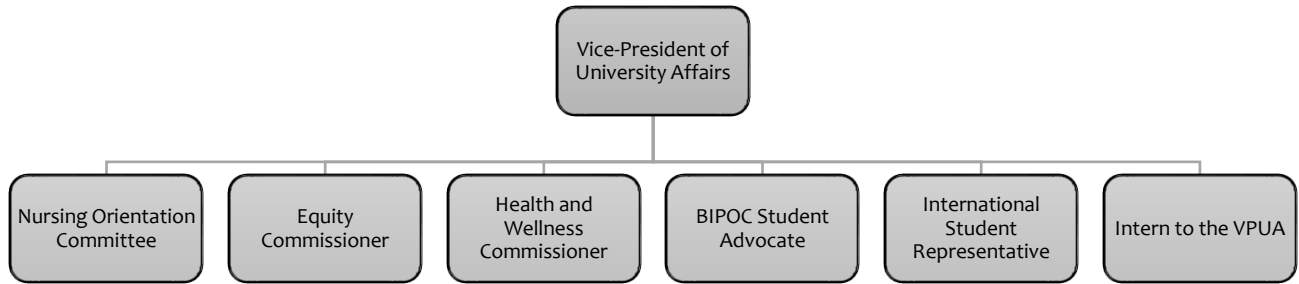 Vice-President of
University Affairs
Nursing Orientation
Committee
Equity
Commissioner
Health and
Wellness
Commissioner
BIPOC Student
Advocate
International
Student
Representative
Intern to the VPUA